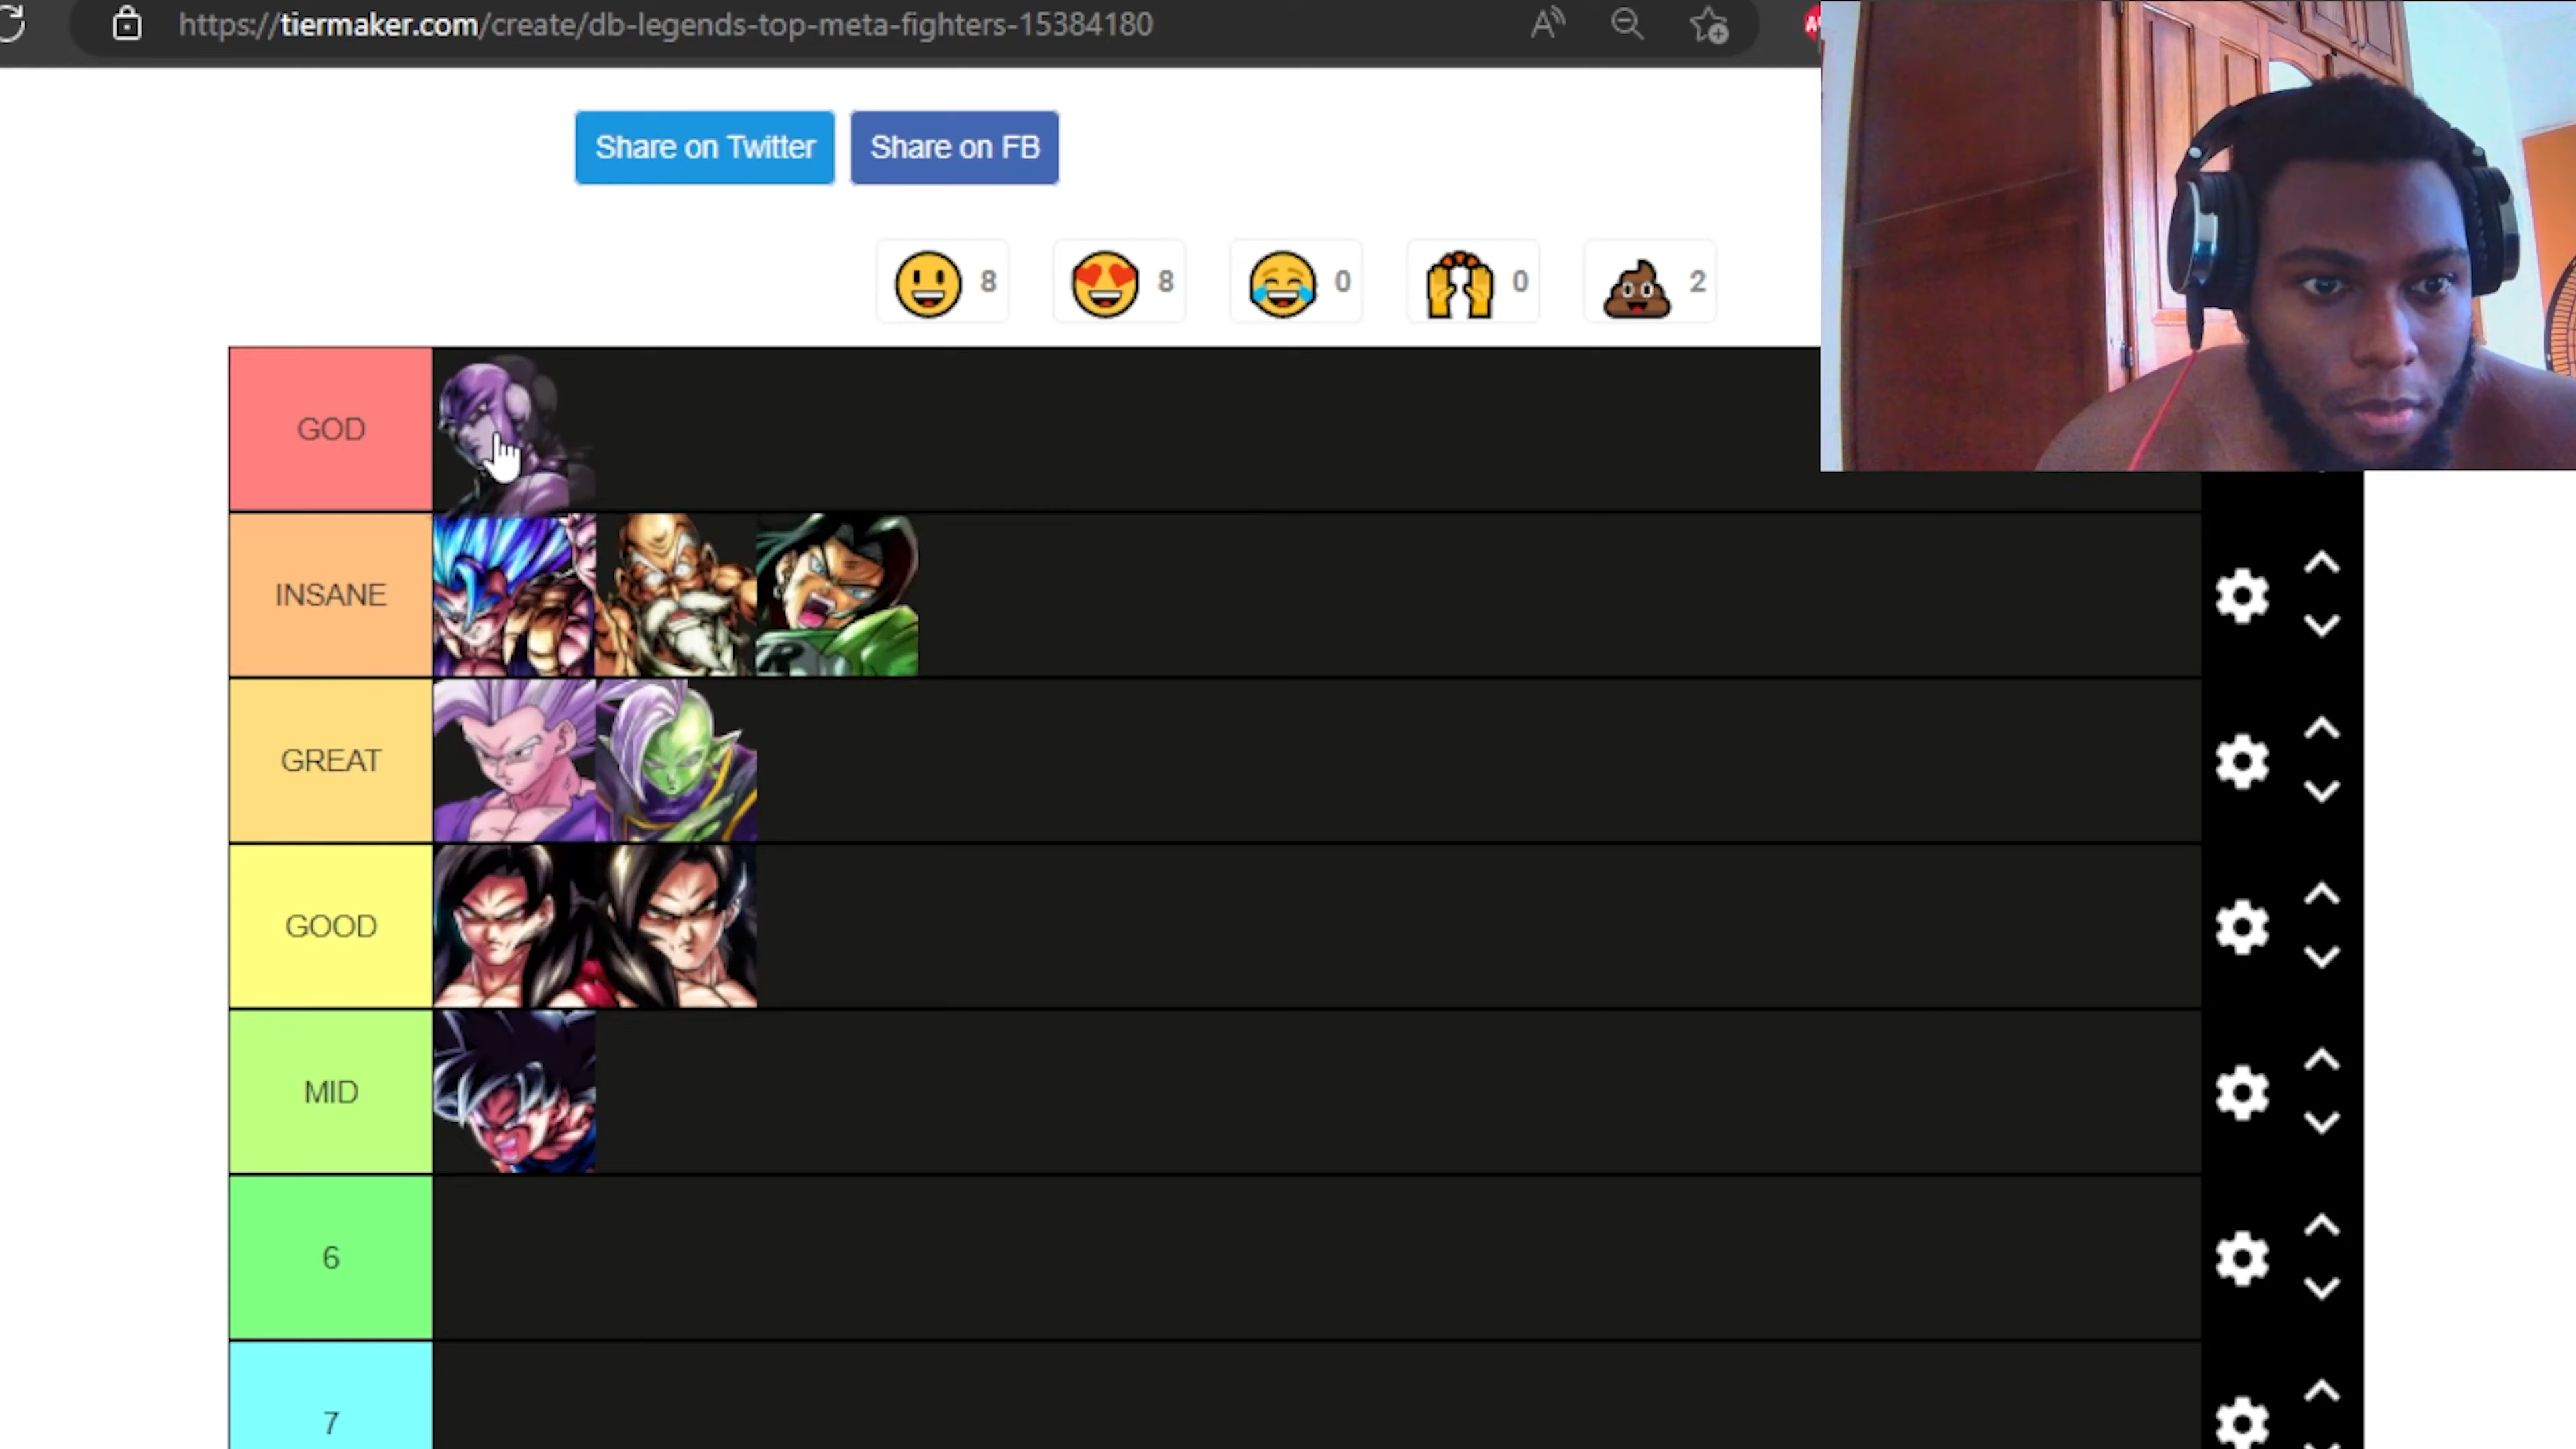 https://tiermaker.com/create/db-legends-top-meta-fighters-15384180
Share on Twitter
Share on FB
8
8
0
0
2
GOD
INSANE
GREAT
GOOD
MID
6
7